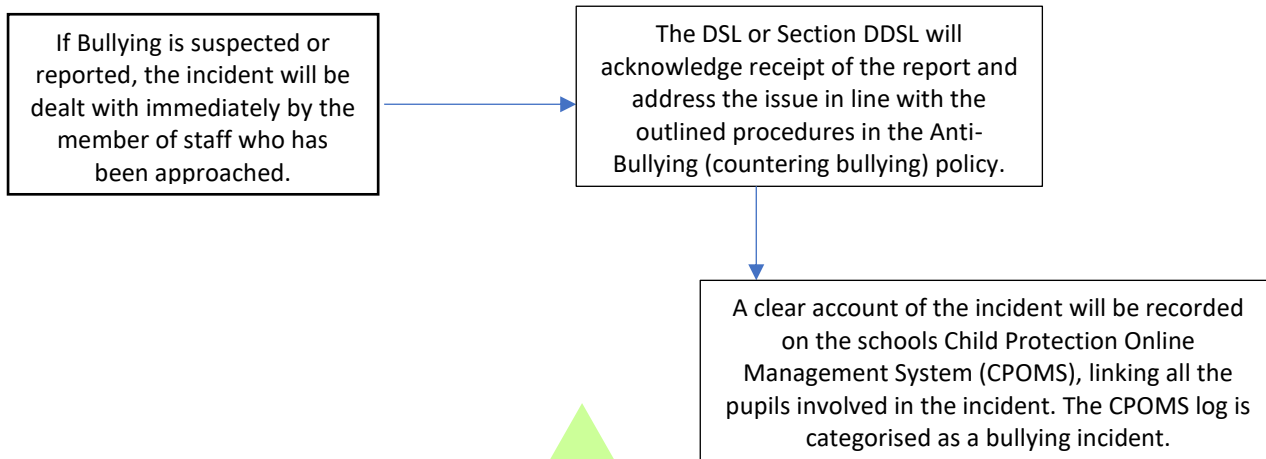 If Bullying is suspected or
reported, the incident will be
dealt with immediately by the
member of staff who has
been approached.
The DSL or Section DDSL will
acknowledge receipt of the report and
address the issue in line with the
outlined procedures in the Anti-
Bullying (countering bullying) policy.
A clear account of the incident will be recorded
on the schools Child Protection Online
Management System (CPOMS), linking all the
pupils involved in the incident. The CPOMS log is
categorised as a bullying incident.